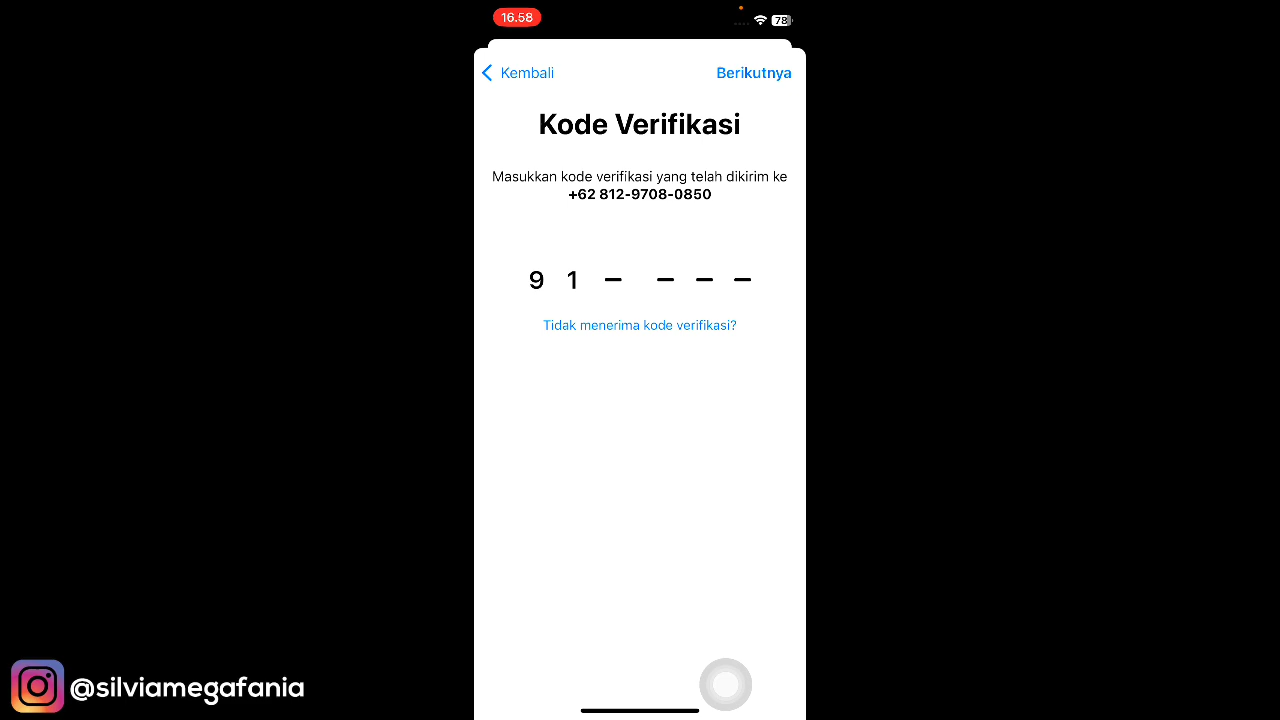 16.58
78
Kembali
Berikutnya
Kode Verifikasi
Masukkan kode verifikasi yang telah dikirim ke
+62 812-9708-0850
9 1 – – – –
Tidak menerima kode verifikasi?
@silviamegafania